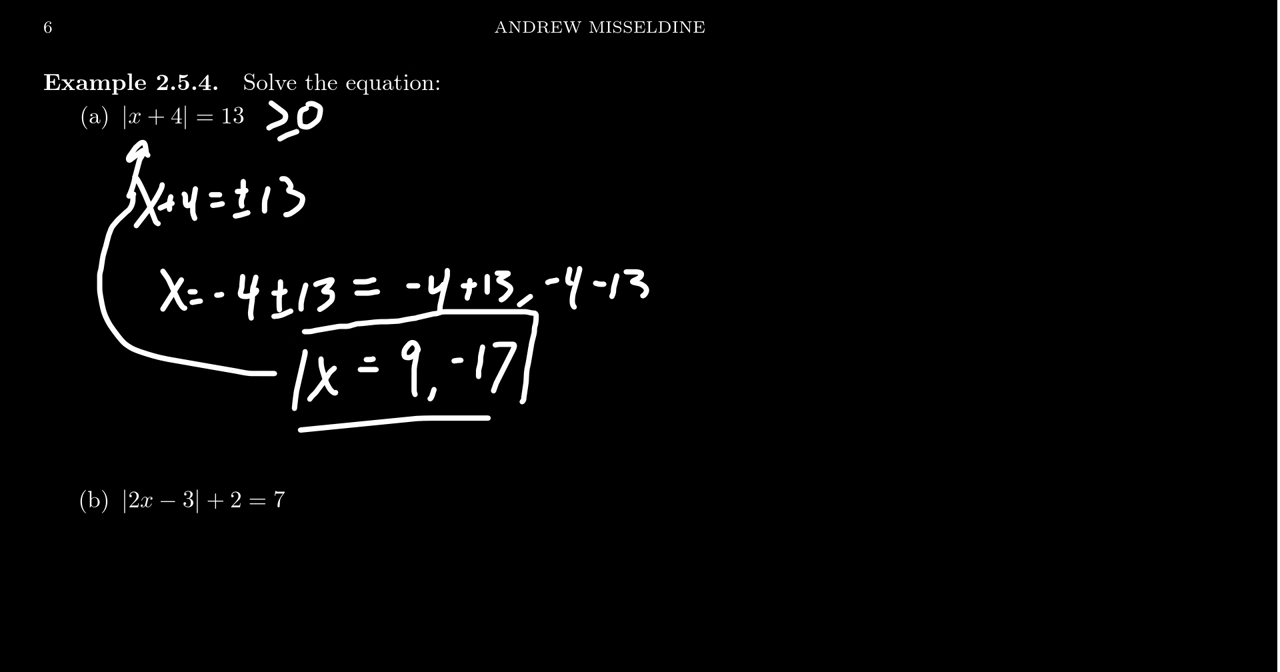 6 ANDREW MISSELDINE
Example 2.5.4. Solve the equation:
(a) |x + 4| = 13 ≥0
x+4=±13
x=-4±13 = -4+13, -4-13
x = 9, -17
(b) |2x − 3| + 2 = 7